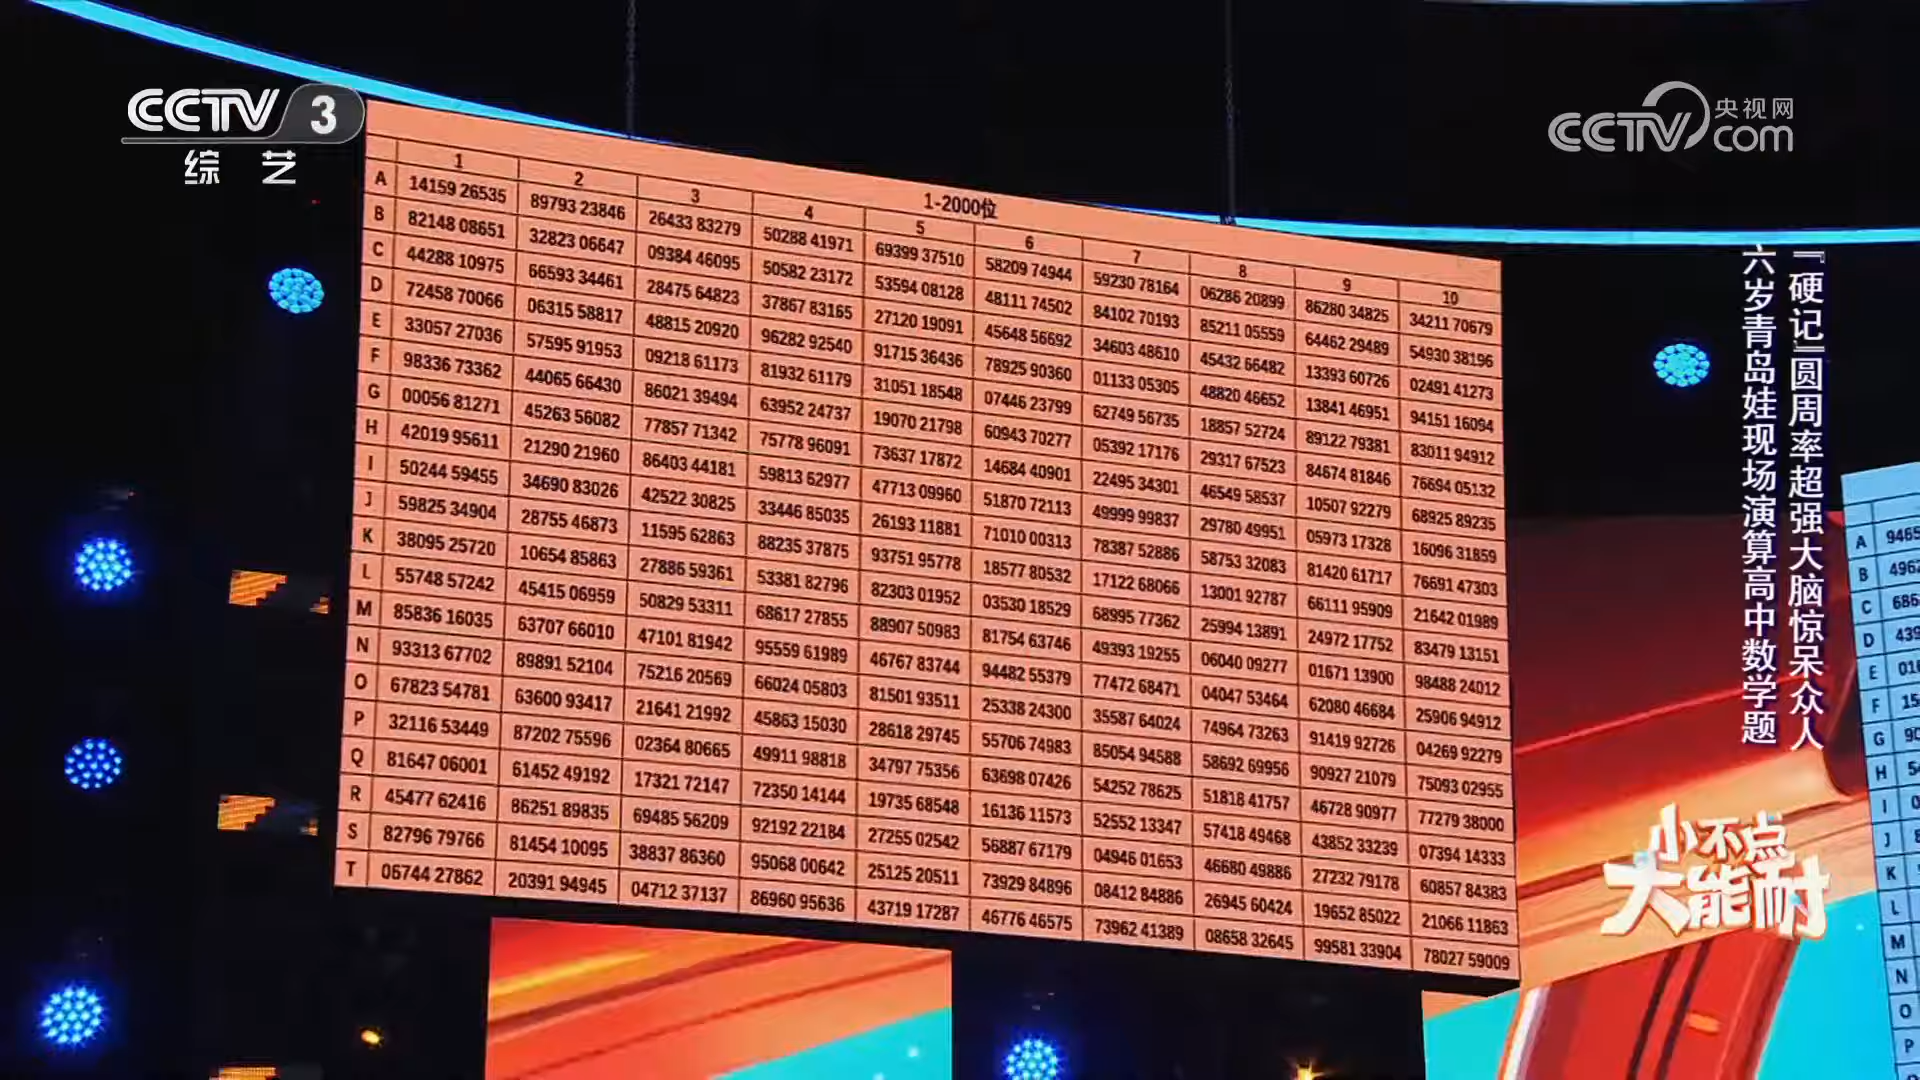 CCTV 3
综 艺
央视网
CCTV com
1-2000位
1 2 3 4 5 6 7 8 9 10
A 14159 26535 89793 23846 26433 83279 50288 41971 69399 37510 58209 74944 59230 78164 06286 20899 86280 34825 34211 70679
B 82148 08651 32823 06647 09384 46095 50582 23172 53594 08128 48111 74502 84102 70193 85211 05559 64462 29489 54930 38196
C 44288 10975 66593 34461 28475 64823 37867 83165 27120 19091 45648 56692 34603 48610 45432 66482 13393 60726 02491 41273
D 72458 70066 06315 58817 48815 20920 96282 92540 91715 36436 78925 90360 01133 05305 48820 46652 13841 46951 94151 16094
E 33057 27036 57595 91953 09218 61173 81932 61179 31051 18548 07446 23799 62749 56735 18857 52724 89122 79381 83011 94912
F 98336 73362 44065 66430 86021 39494 63952 24737 19070 21798 60943 70277 05392 17176 29317 67523 84674 81846 76694 05132
G 00056 81271 45263 56082 77857 71342 75778 96091 73637 17872 14684 40901 22495 34301 46549 58537 10507 92279 68925 89235
H 42019 95611 21290 21960 86403 44181 59813 62977 47713 09960 51870 72113 49999 99837 29780 49951 05973 17328 16096 31859
I 50244 59455 34690 83026 42522 30825 33446 85035 26193 11881 71010 00313 78387 52886 58753 32083 81420 61717 76691 47303
J 59825 34904 28755 46873 11595 62863 88235 37875 93751 95778 18577 80532 17122 68066 13001 92787 66111 95909 21642 01989
K 38095 25720 10654 85863 27886 59361 53381 82796 82303 01952 03530 18529 68995 77362 25994 13891 24972 17752 83479 13151
L 55748 57242 45415 06959 50829 53311 68617 27855 88907 50983 81754 63746 49393 19255 06040 09277 01671 13900 98488 24012
M 85836 16035 63707 66010 47101 81942 95559 61989 46767 83744 94482 55379 77472 68471 04047 53464 62080 46684 25906 94912
N 93313 67702 89891 52104 75216 20569 66024 05803 81501 93511 25338 24300 35587 64024 74964 73263 91419 92726 04269 92279
O 67823 54781 63600 93417 21641 21992 45863 15030 28618 29745 55706 74983 85054 94588 58692 69956 90927 21079 75093 02955
P 32116 53449 87202 75596 02364 80665 49911 98818 34797 75356 63698 07426 54252 78625 51818 41757 46728 90977 77279 38000
Q 81647 06001 61452 49192 17321 72147 72350 14144 19735 68548 16136 11573 52552 13347 57418 49468 43852 33239 07394 14333
R 45477 62416 86251 89835 69485 56209 92192 22184 27255 02542 56887 67179 04946 01653 46680 49886 27232 79178 60857 84383
S 82796 79766 81454 10095 38837 86360 95068 00642 25125 20511 73929 84896 08412 84886 26945 60424 19652 85022 21066 11863
T 06744 27862 20391 94945 04712 37137 86960 95636 43719 17287 46776 46575 73962 41389 08658 32645 99581 33904 78027 59009
『硬记』圆周率超强大脑惊呆众人
六岁青岛娃现场演算高中数学题
小不点
大能耐
A 9465
B 4962
C 686
D 439
E 016
F 15
G 90
H
I
J
K
L
M
N
O
P